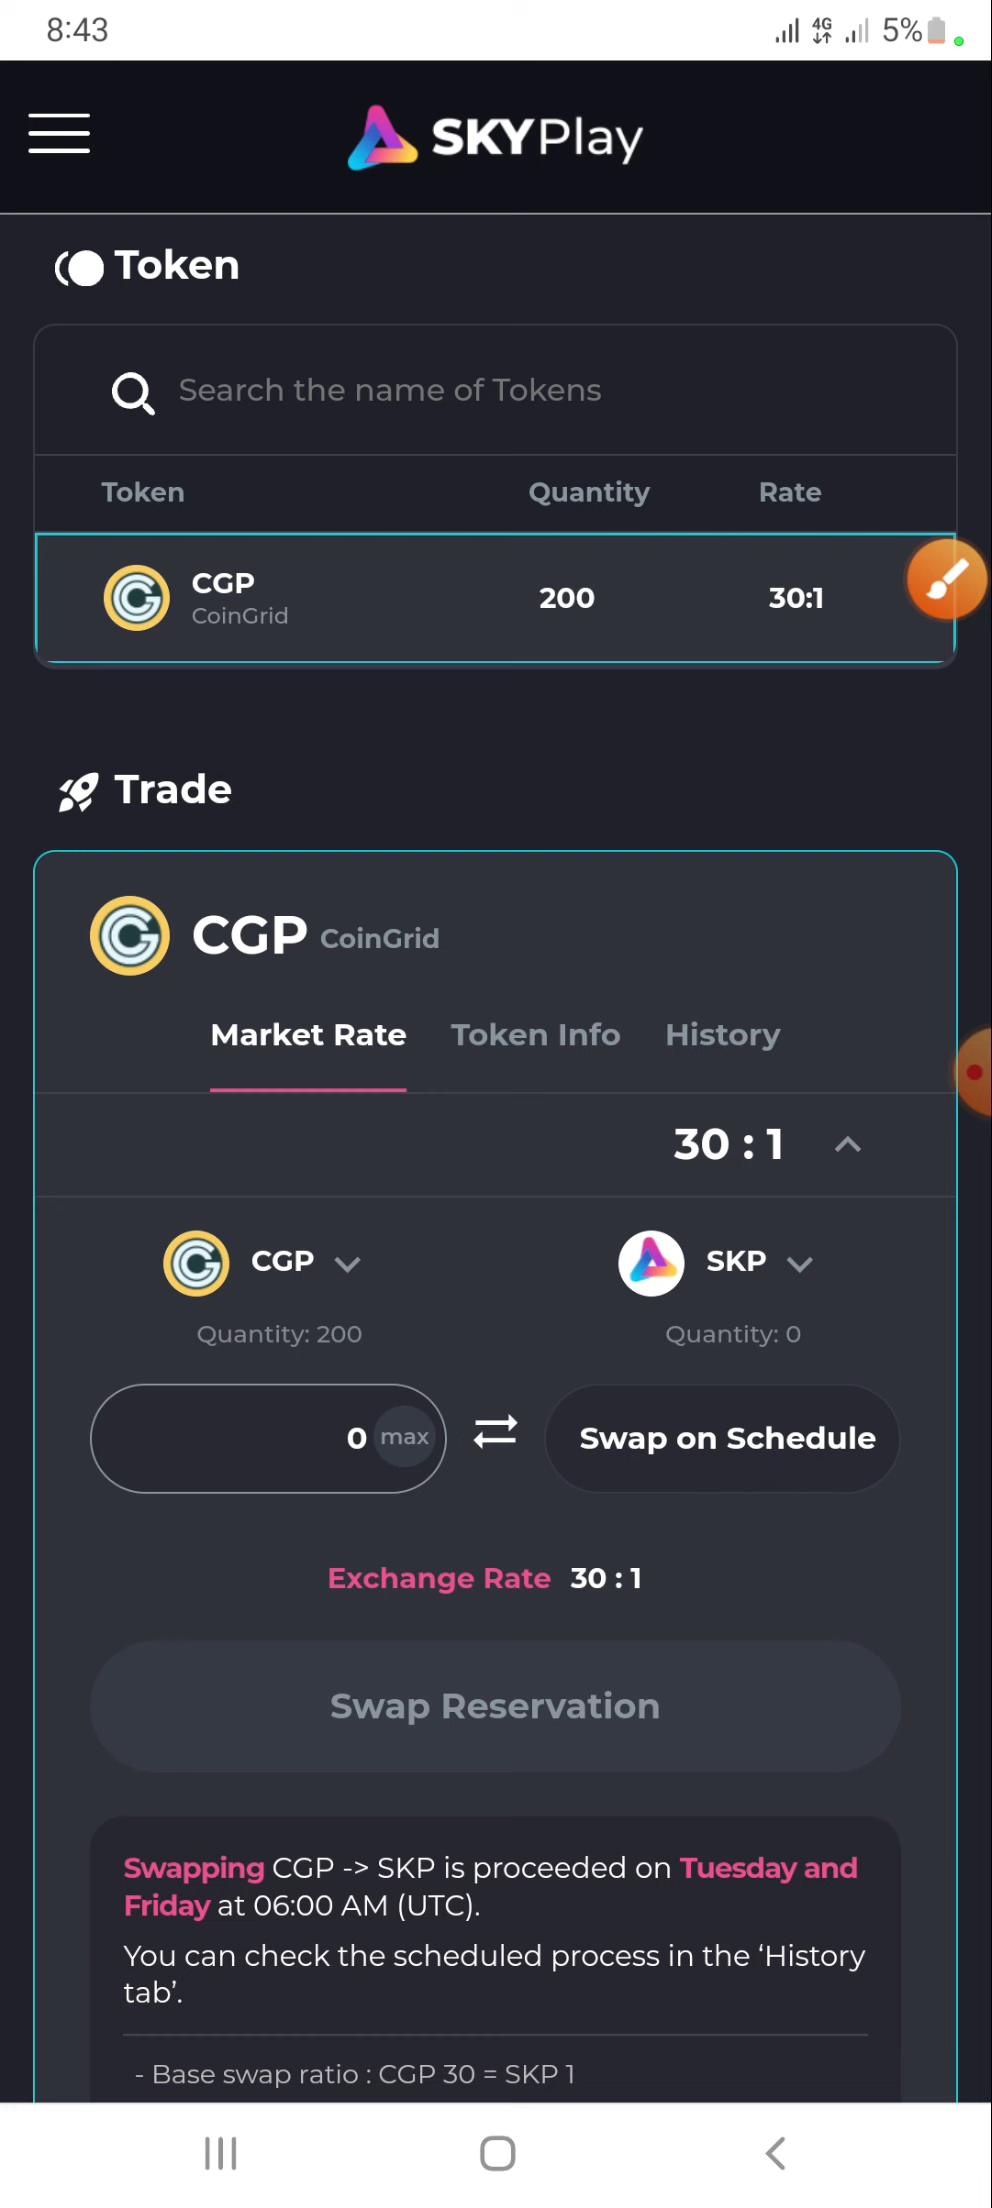 8:43 4G 5%
SKYPlay
Token
Search the name of Tokens
Token Quantity Rate
CGP 200 30:1
CoinGrid
Trade
CGP CoinGrid
Market Rate Token Info History
30 : 1
CGP SKP
Quantity: 200 Quantity: 0
0 max Swap on Schedule
Exchange Rate 30 : 1
Swap Reservation
Swapping CGP -> SKP is proceeded on Tuesday and
Friday at 06:00 AM (UTC).
You can check the scheduled process in the ‘History
tab’.
- Base swap ratio : CGP 30 = SKP 1